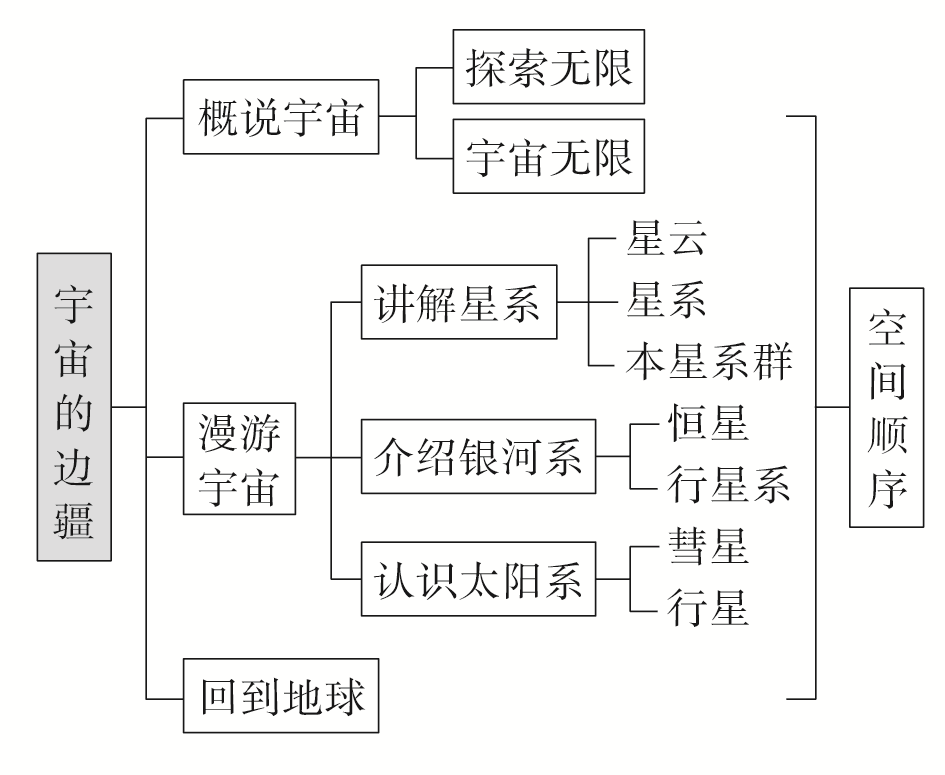 宇宙的边疆
概说宇宙
探索无限
宇宙无限
漫游
宇宙
讲解星系
星云
星系
本星系群
介绍银河系
恒星
行星系
认识太阳系
彗星
行星
回到地球
空间顺序